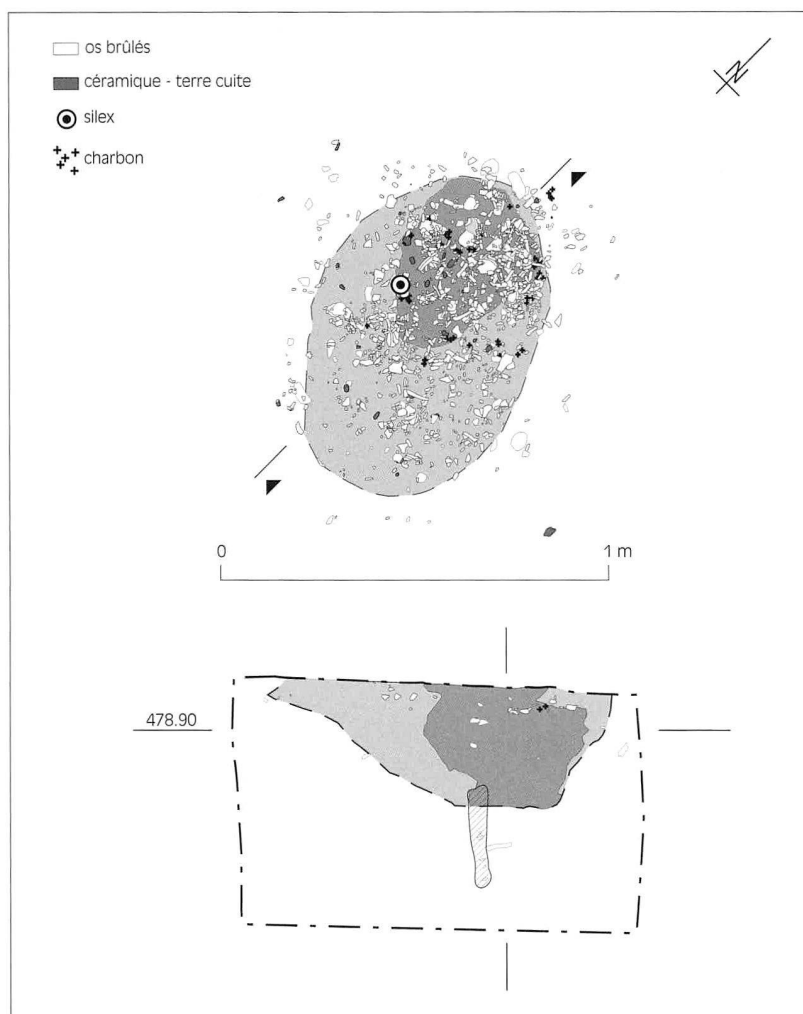 os brûlés
céramique - terre cuite
silex
charbon
N
0 1 m
478.90